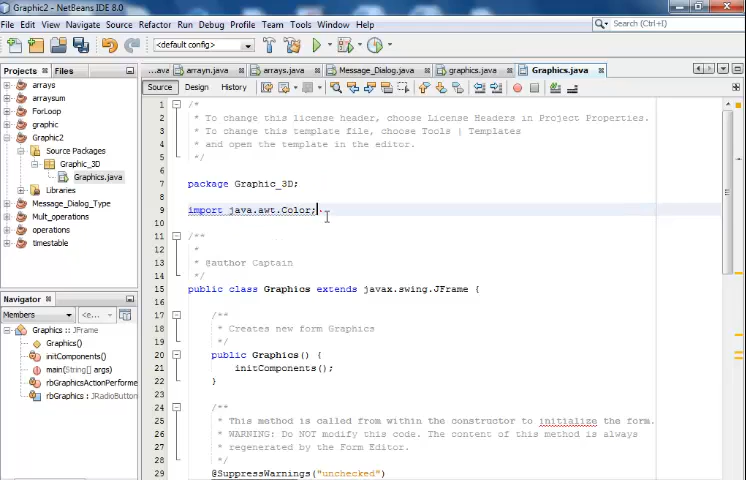 Graphic2 - NetBeans IDE 8.0
File Edit View Navigate Source Refactor Run Debug Profile Team Tools Window Help
Search (Ctrl+I)
<default config>
Projects Files
...ava arrayn.java arrays.java Message_Dialog.java graphics.java Graphics.java
Source Design History
arrays
arraysum
ForLoop
graphic
Graphic2
Source Packages
Graphic_3D
Graphics.java
Libraries
Message_Dialog_Type
Mult_operations
operations
timestable
Navigator
Members <e...
Graphics :: JFrame
Graphics()
initComponents()
main(String[] args)
rbGraphicsActionPerforme
rbGraphics : JRadioButton
1 /*
2 * To change this license header, choose License Headers in Project Properties.
3 * To change this template file, choose Tools | Templates
4 * and open the template in the editor.
5 */
6
7 package Graphic_3D;
8
9 import java.awt.Color;
10
11 /**
12 *
13 * @author Captain
14 */
15 public class Graphics extends javax.swing.JFrame {
16
17 /**
18 * Creates new form Graphics
19 */
20 public Graphics() {
21 initComponents();
22 }
23
24 /**
25 * This method is called from within the constructor to initialize the form.
26 * WARNING: Do NOT modify this code. The content of this method is always
27 * regenerated by the Form Editor.
28 */
29 @SuppressWarnings("unchecked")